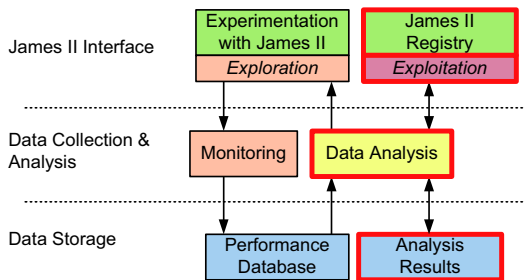 James II Interface
Experimentation
with James II
Exploration
James II
Registry
Exploitation
Data Collection &
Analysis
Monitoring
Data Analysis
Data Storage
Performance
Database
Analysis
Results